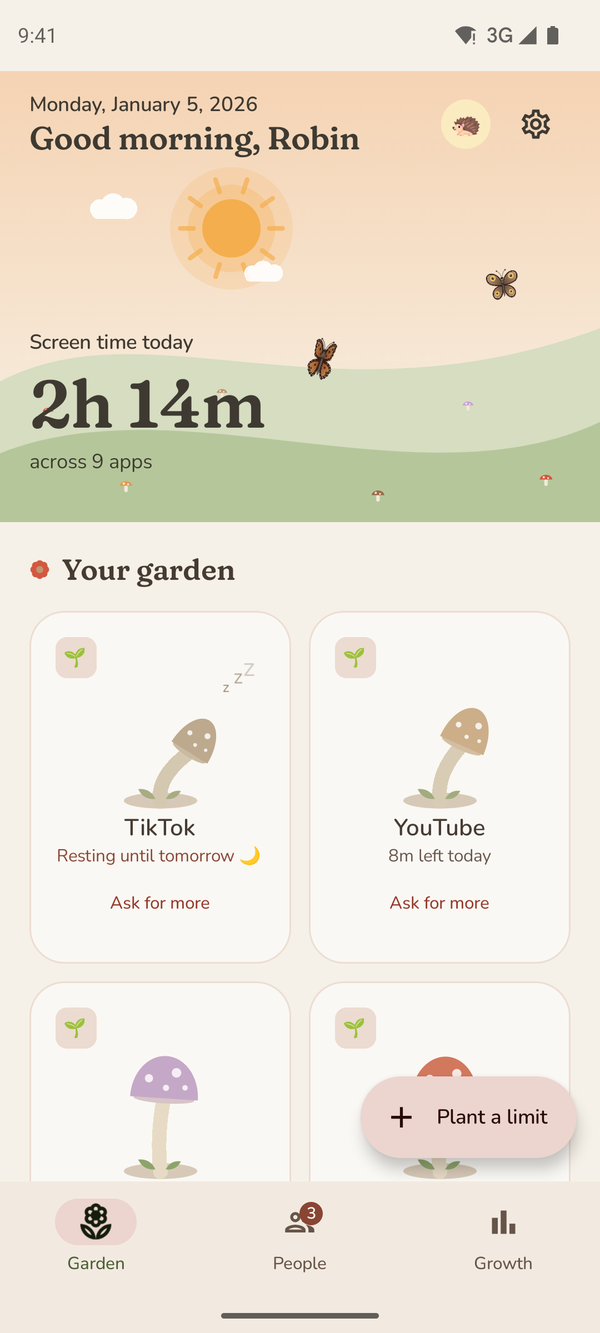 9:41
3G
Monday, January 5, 2026
Good morning, Robin
Screen time today
2h 14m
across 9 apps
Your garden
z z Z
TikTok
Resting until tomorrow 🌙
Ask for more
YouTube
8m left today
Ask for more
+ Plant a limit
Garden
3
People
Growth